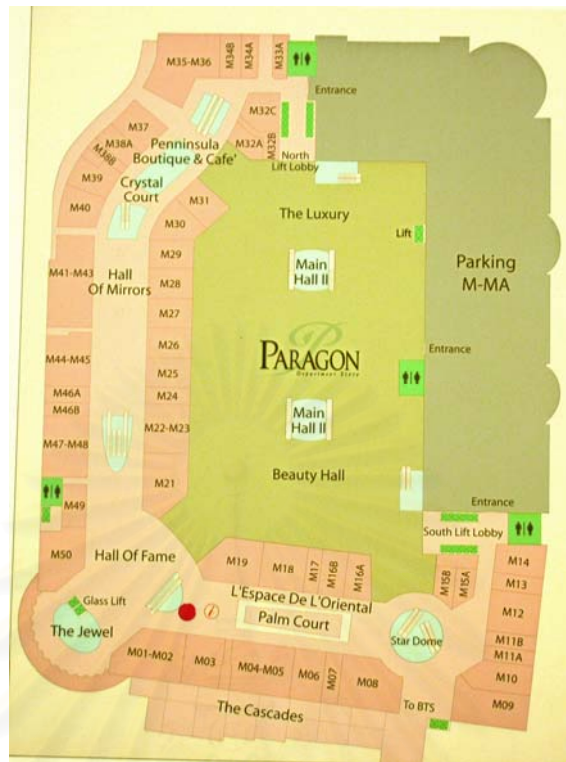 M35-M36
M34B
M34A
M33A
Entrance
M32C
M32A
M32B
M37
M38A
M38B
Penninsula
Boutique & Cafe'
North
Lift Lobby
M39
Crystal
Court
M40
M31
M30
The Luxury
Lift
M29
M41-M43
Hall
Of Mirrors
M28
Main
Hall II
Parking
M-MA
M27
M26
P
PARAGON
Department Store
Entrance
M44-M45
M25
M46A
M24
M46B
M22-M23
Main
Hall II
M47-M48
Beauty Hall
M21
M49
Entrance
South Lift Lobby
M50
Hall Of Fame
M19
M18
M17
M16B
M16A
M15B
M15A
M14
M13
L'Espace De L'Oriental
Glass Lift
Palm Court
M12
The Jewel
Star Dome
M11B
M11A
M01-M02
M03
M04-M05
M06
M07
M08
M10
The Cascades
To BTS
M09